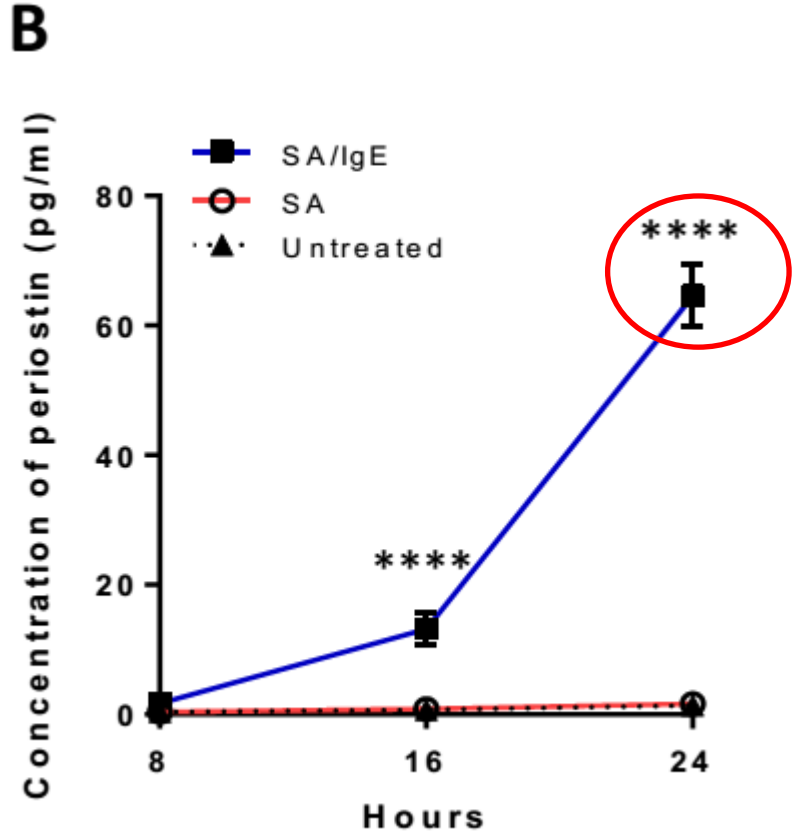 B
Concentration of periostin (pg/ml)
SA/IgE
SA
Untreated
80
60
40
20
0
****
****
8
16
24
Hours